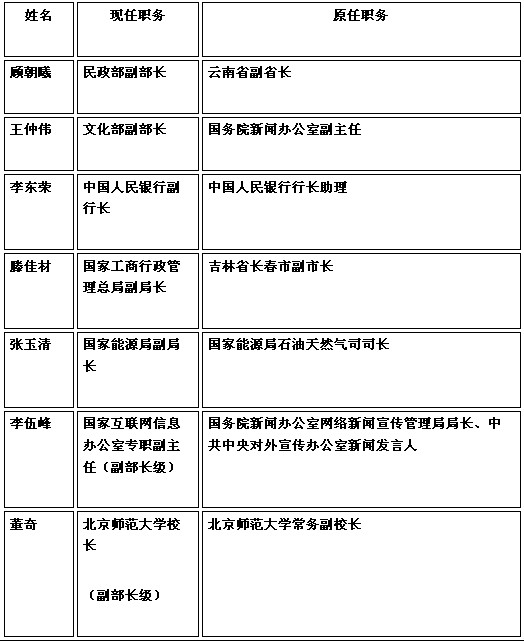 姓名
现任职务
原任职务
顾朝曦
民政部副部长
云南省副省长
王仲伟
文化部副部长
国务院新闻办公室副主任
李东荣
中国人民银行副
行长
中国人民银行行长助理
滕佳材
国家工商行政管
理总局副局长
吉林省长春市副市长
张玉清
国家能源局副局
长
国家能源局石油天然气司司长
李伍峰
国家互联网信息
办公室专职副主
任（副部长级）
国务院新闻办公室网络新闻宣传管理局局长、中
共中央对外宣传办公室新闻发言人
董奇
北京师范大学校
长
（副部长级）
北京师范大学常务副校长